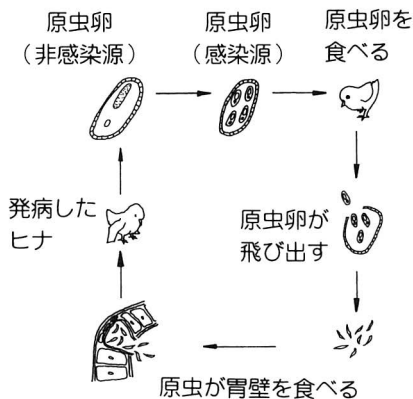 原虫卵
（非感染源）
原虫卵
（感染源）
原虫卵を
食べる
発病した
ヒナ
原虫卵が
飛び出す
原虫が胃壁を食べる